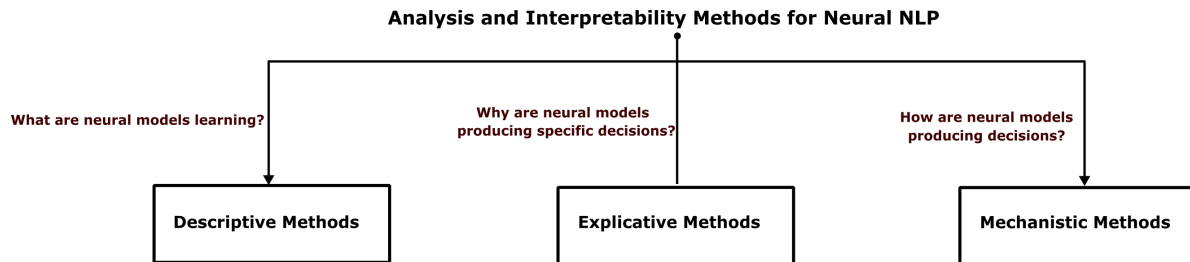 Analysis and Interpretability Methods for Neural NLP
What are neural models learning?
Why are neural models
producing specific decisions?
How are neural models
producing decisions?
Descriptive Methods
Explicative Methods
Mechanistic Methods